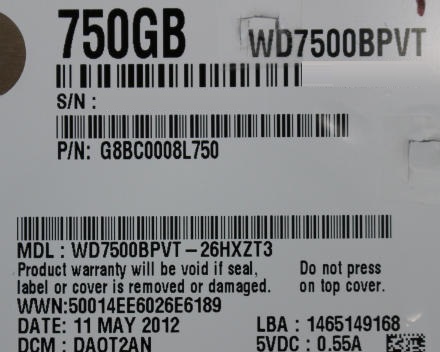 750GB WD7500BPVT
S/N :
P/N: G8BC0008L750
MDL : WD7500BPVT-26HXZT3
Product warranty will be void if seal, Do not press
label or cover is removed or damaged. on top cover.
WWN:50014EE6026E6189
DATE: 11 MAY 2012 LBA : 1465149168
DCM : DAOT2AN 5VDC : 0.55A